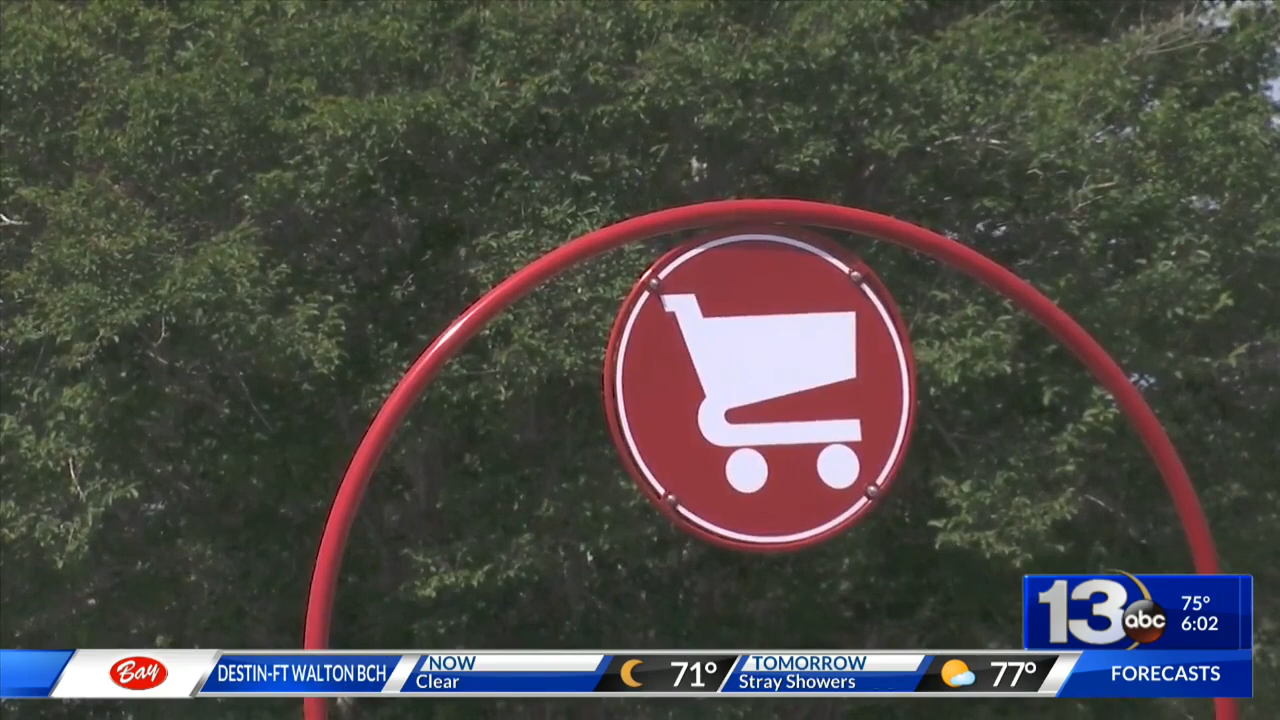 13 abc
75°
6:02
Bay
DESTIN-FT WALTON BCH
NOW
Clear
71°
TOMORROW
Stray Showers
77°
FORECASTS